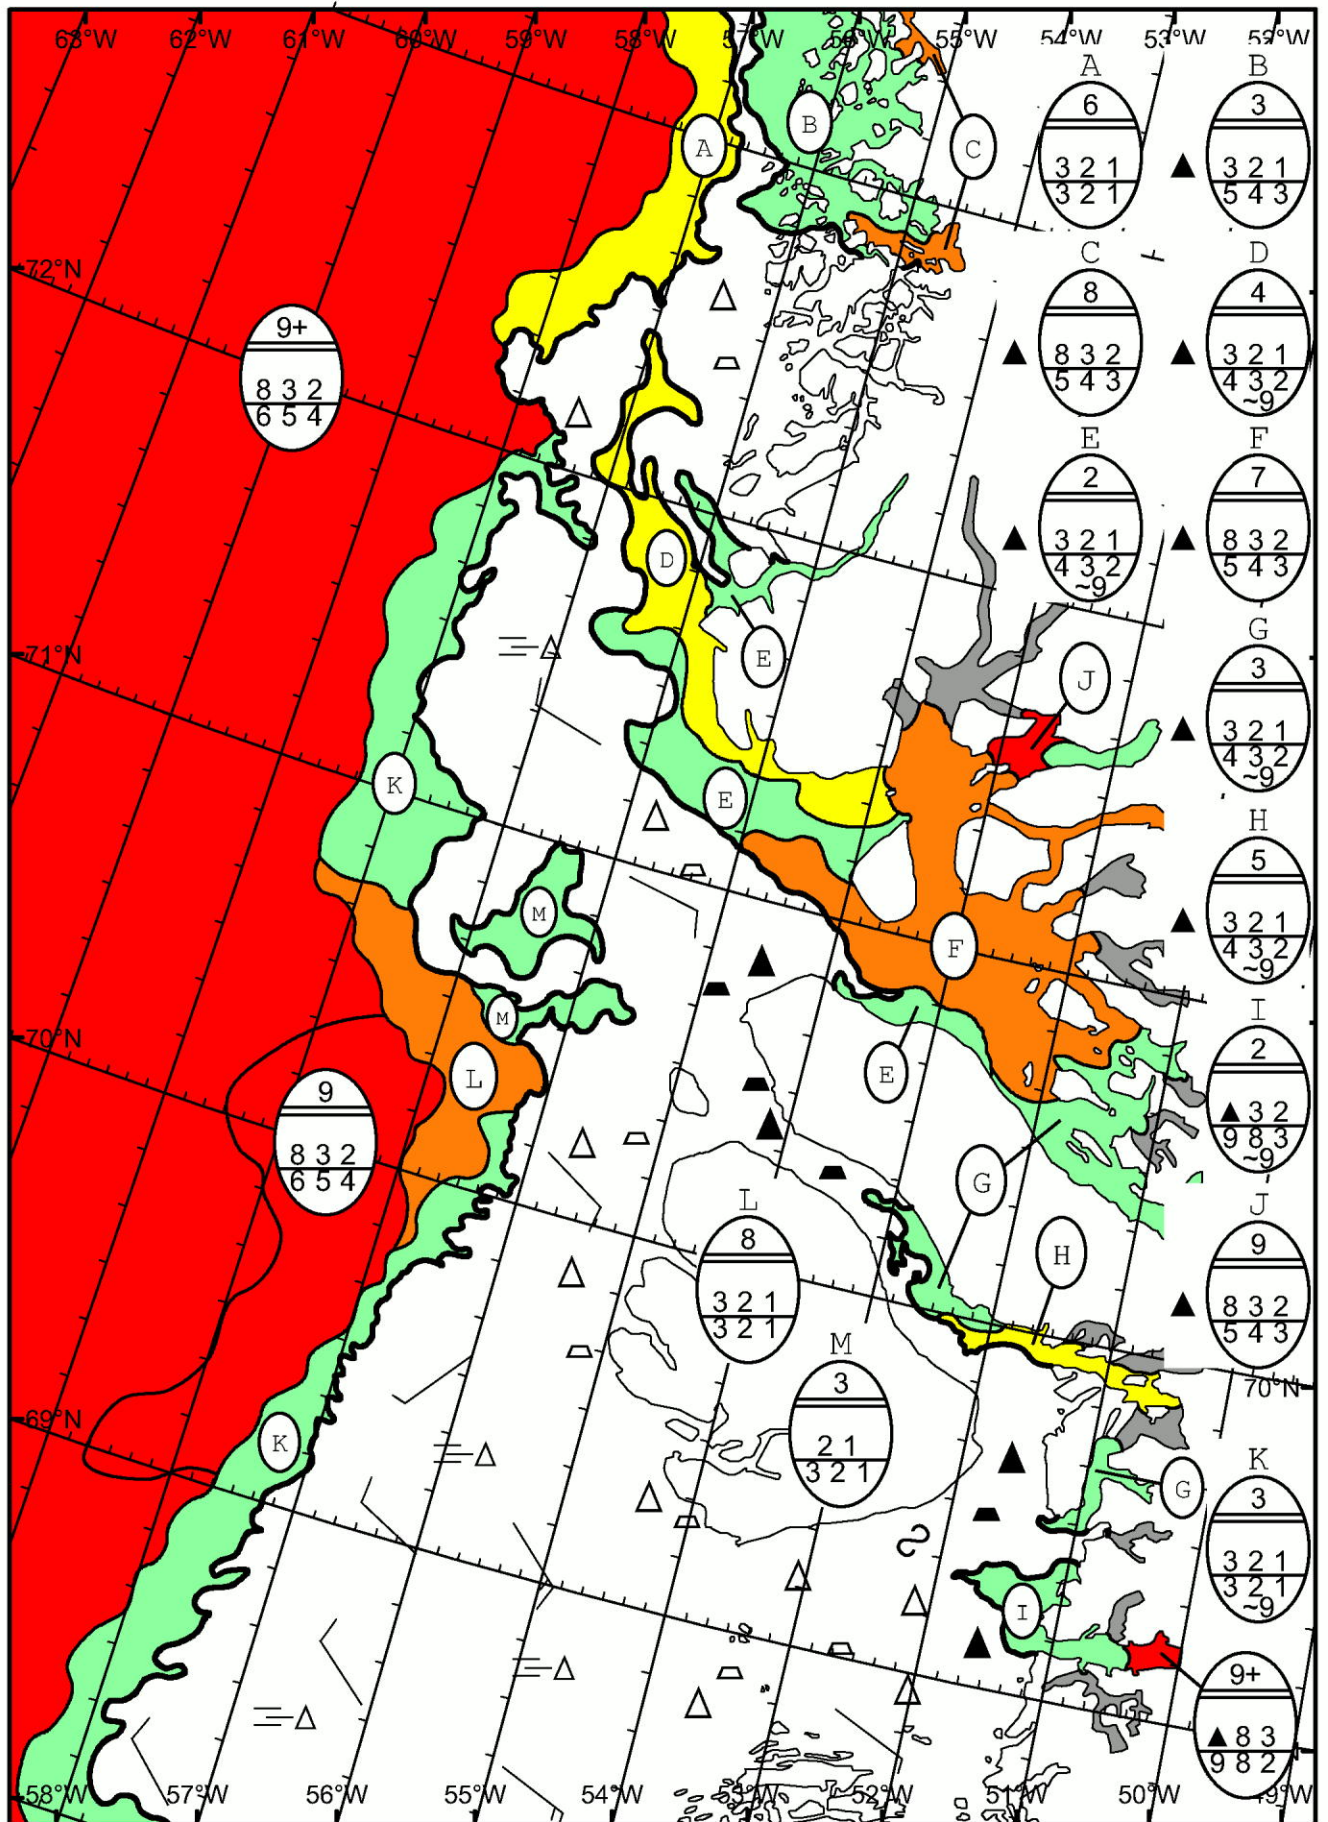 63°W 62°W 61°W 60°W 59°W 58°W 57°W 56°W 55°W 54°W 53°W 52°W
A B
6 3
3 2 1 3 2 1
3 2 1 5 4 3
A B C
C D
8 4
8 3 2 3 2 1
5 4 3 4 3 2
~9
72°N
9+
8 3 2
6 5 4
E F
2 7
3 2 1 8 3 2
4 3 2 5 4 3
~9
D
E
J
G
3
3 2 1
4 3 2
~9
71°N
K
E
H
5
3 2 1
4 3 2
~9
M
F
M
L
E
70°N
I
2
▲ 3 2
9 8 3
~9
9
8 3 2
6 5 4
G
H
L
8
3 2 1
3 2 1
J
9
8 3 2
5 4 3
M
3
2 1
3 2 1
70°N
69°N
K
G
K
3
3 2 1
3 2 1
~9
I
9+
▲ 8 3
9 8 2
58°W 57°W 56°W 55°W 54°W 53°W 52°W 51°W 50°W 49°W